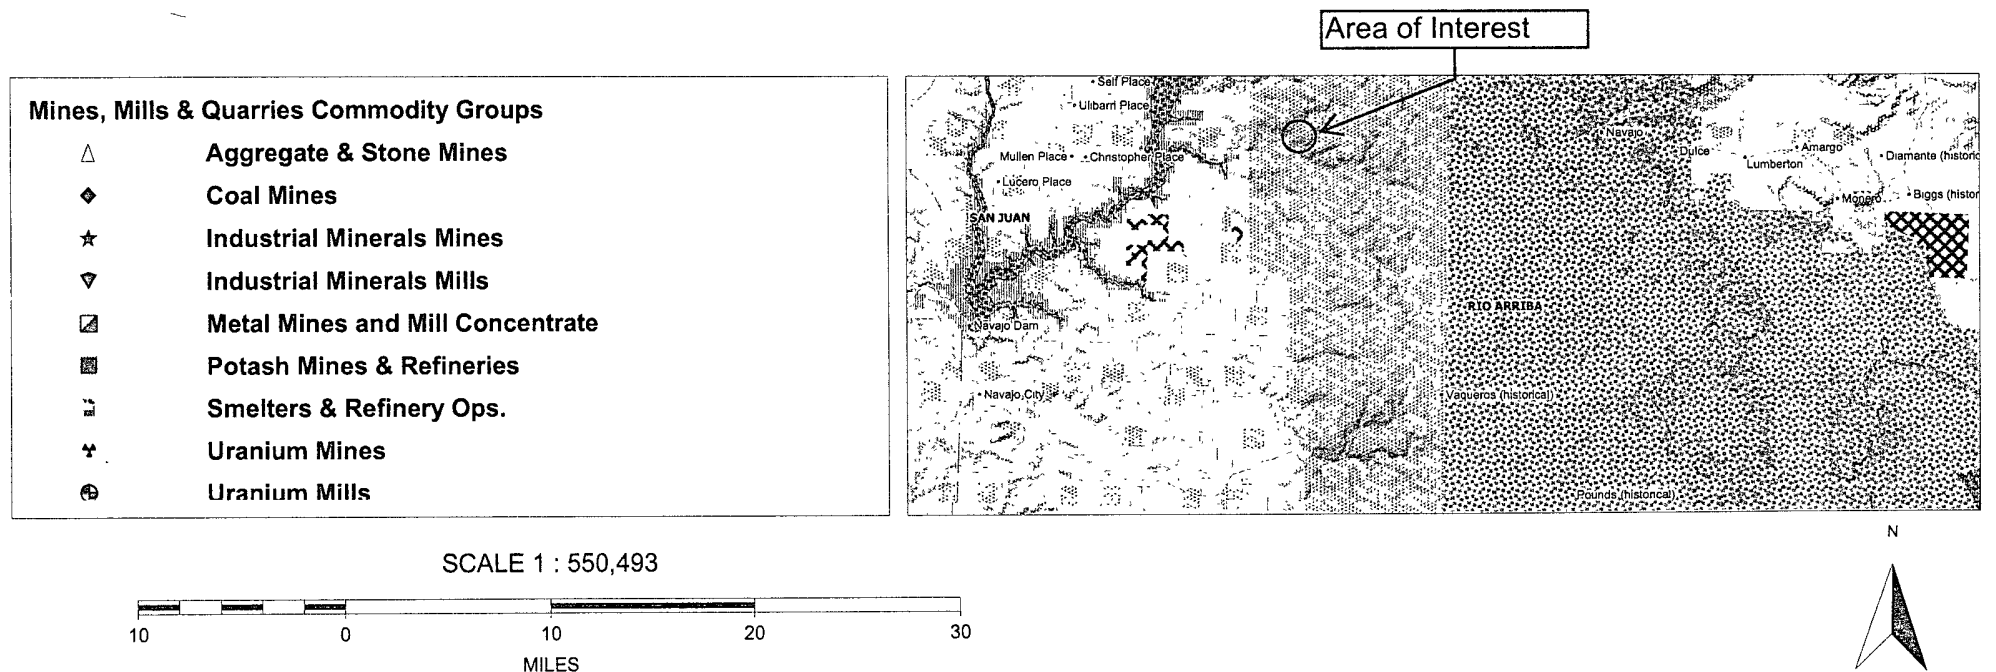 Area of Interest
Mines, Mills & Quarries Commodity Groups
Aggregate & Stone Mines
Coal Mines
Industrial Minerals Mines
Industrial Minerals Mills
Metal Mines and Mill Concentrate
Potash Mines & Refineries
Smelters & Refinery Ops.
Uranium Mines
Uranium Mills
Self Place
Ulibarri Place
Mullen Place
Christopher Place
Lucero Place
SAN JUAN
Navajo Dam
Navajo City
Navajo
Dulce
Lumberton
Amargo
Diamante (historic
Monero
Biggs (histor
RIO ARRIBA
Vaqueros (historical)
Pounds (historical)
SCALE 1 : 550,493
10 0 10 20 30
MILES
N